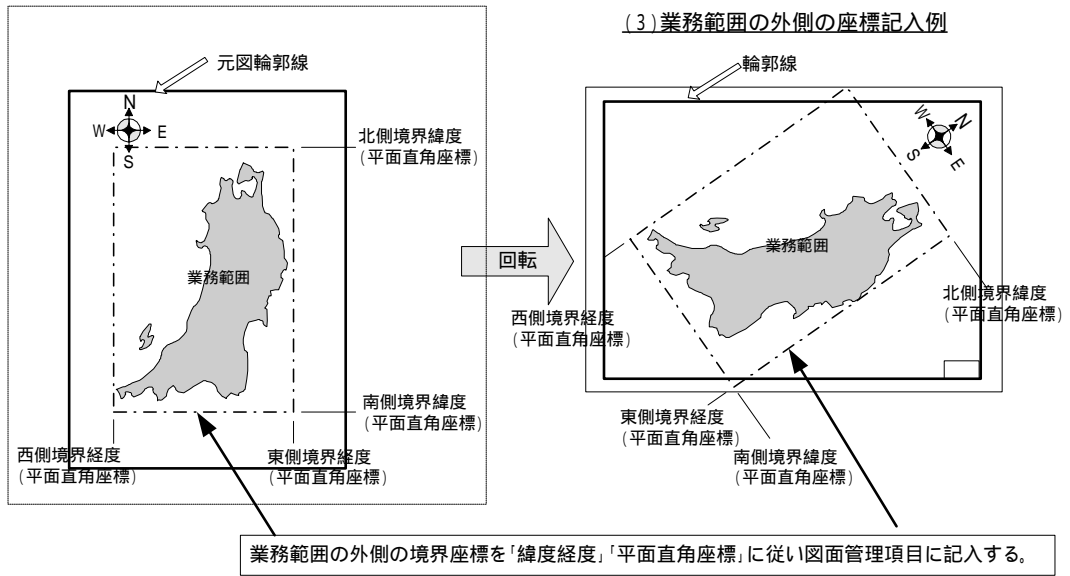 (3)業務範囲の外側の座標記入例
元図輪郭線
N
W
E
S
北側境界緯度
(平面直角座標)
業務範囲
南側境界緯度
(平面直角座標)
西側境界経度
(平面直角座標)
東側境界経度
(平面直角座標)
回転
輪郭線
W
N
S
E
業務範囲
北側境界緯度
(平面直角座標)
西側境界経度
(平面直角座標)
東側境界経度
(平面直角座標)
南側境界緯度
(平面直角座標)
業務範囲の外側の境界座標を「緯度経度」「平面直角座標」に従い図面管理項目に記入する。